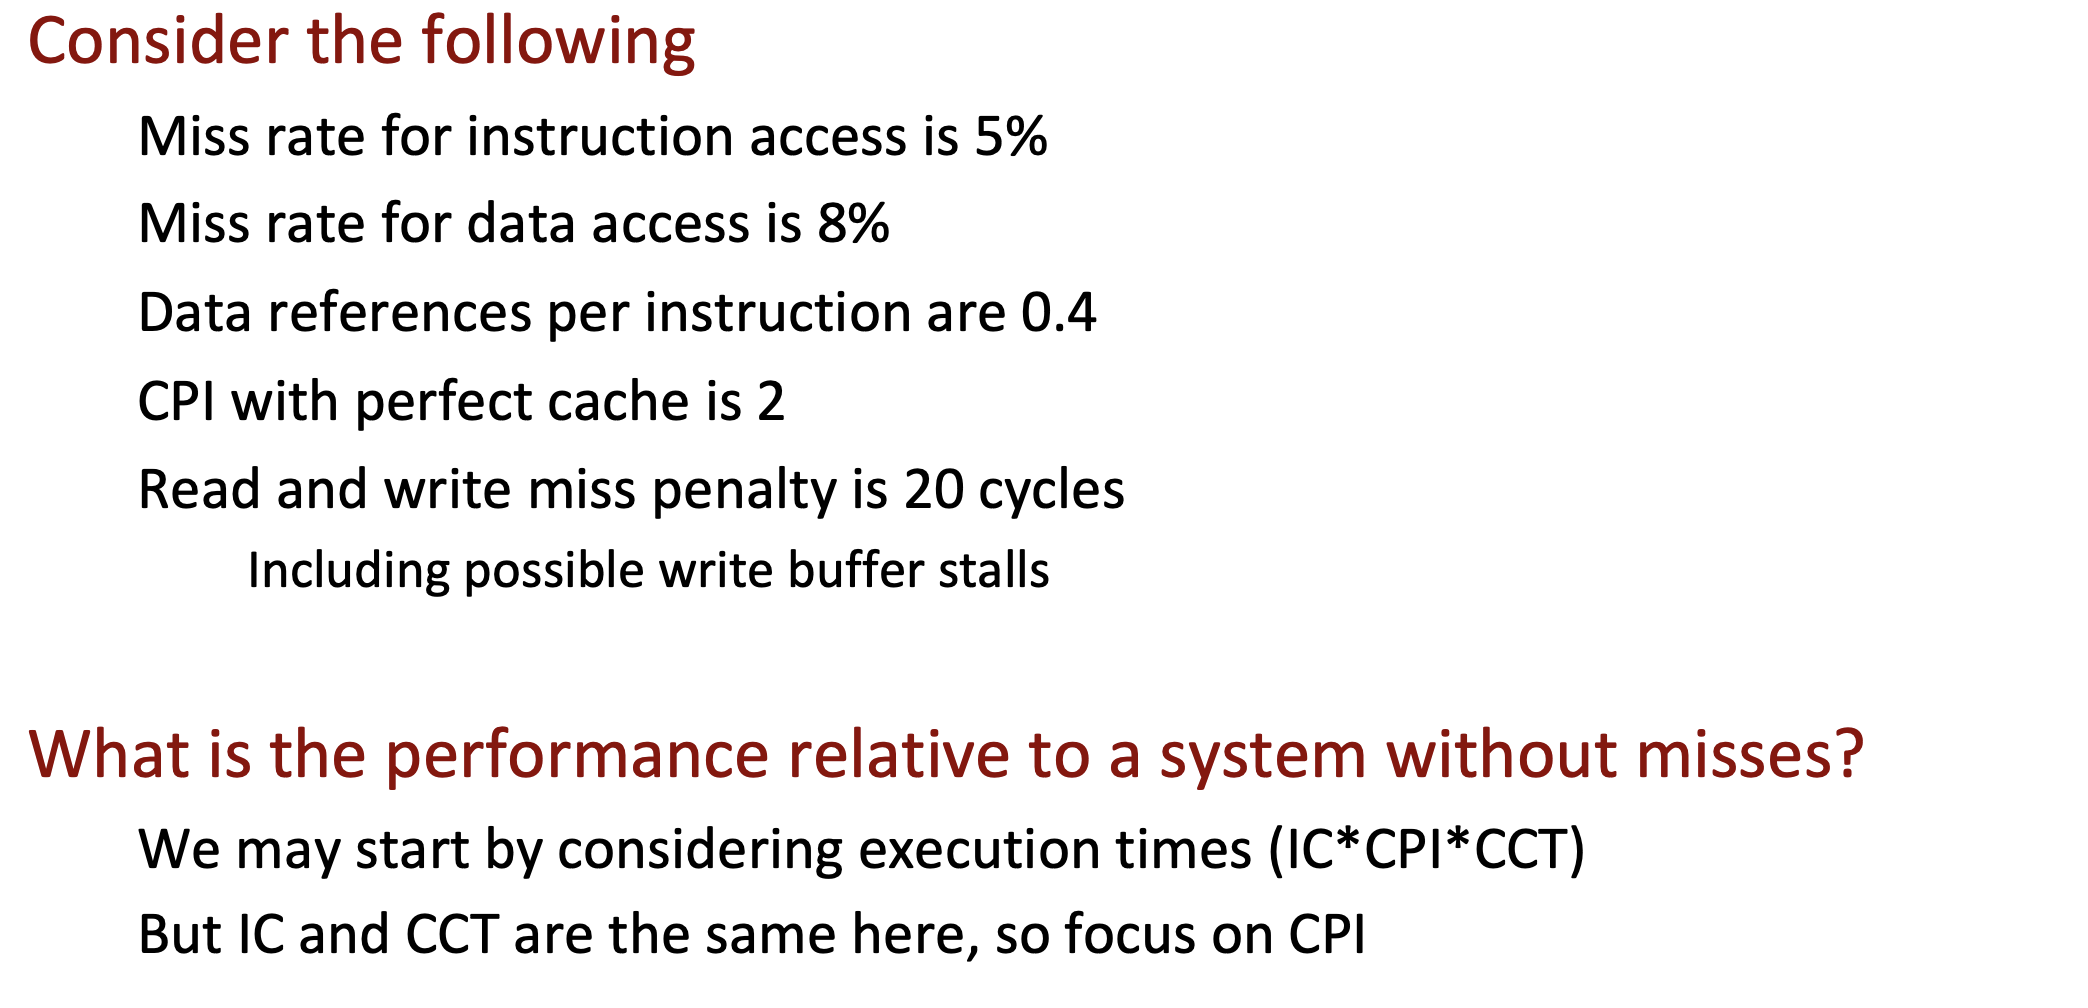 Consider the following
Miss rate for instruction access is 5%
Miss rate for data access is 8%
Data references per instruction are 0.4
CPI with perfect cache is 2
Read and write miss penalty is 20 cycles
Including possible write buffer stalls
What is the performance relative to a system without misses?
We may start by considering execution times (IC*CPI*CCT)
But IC and CCT are the same here, so focus on CPI